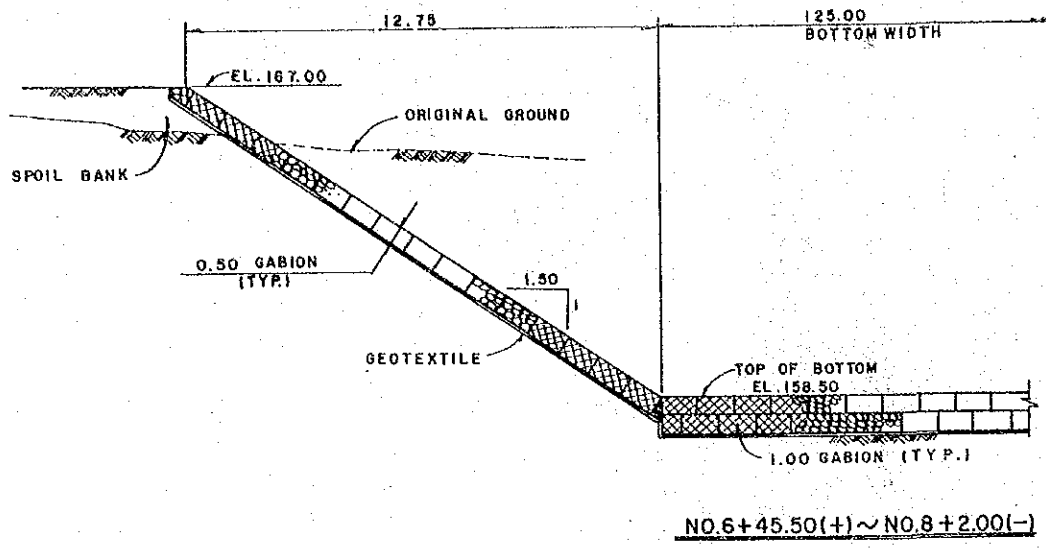 12.75
125.00
BOTTOM WIDTH
EL. 167.00
ORIGINAL GROUND
SPOIL BANK
0.50 GABION
(TYP.)
1.50
1
GEOTEXTILE
TOP OF BOTTOM
EL. 158.50
1.00 GABION (TYP.)
NO.6+45.50(+)~NO.8+2.00(-)